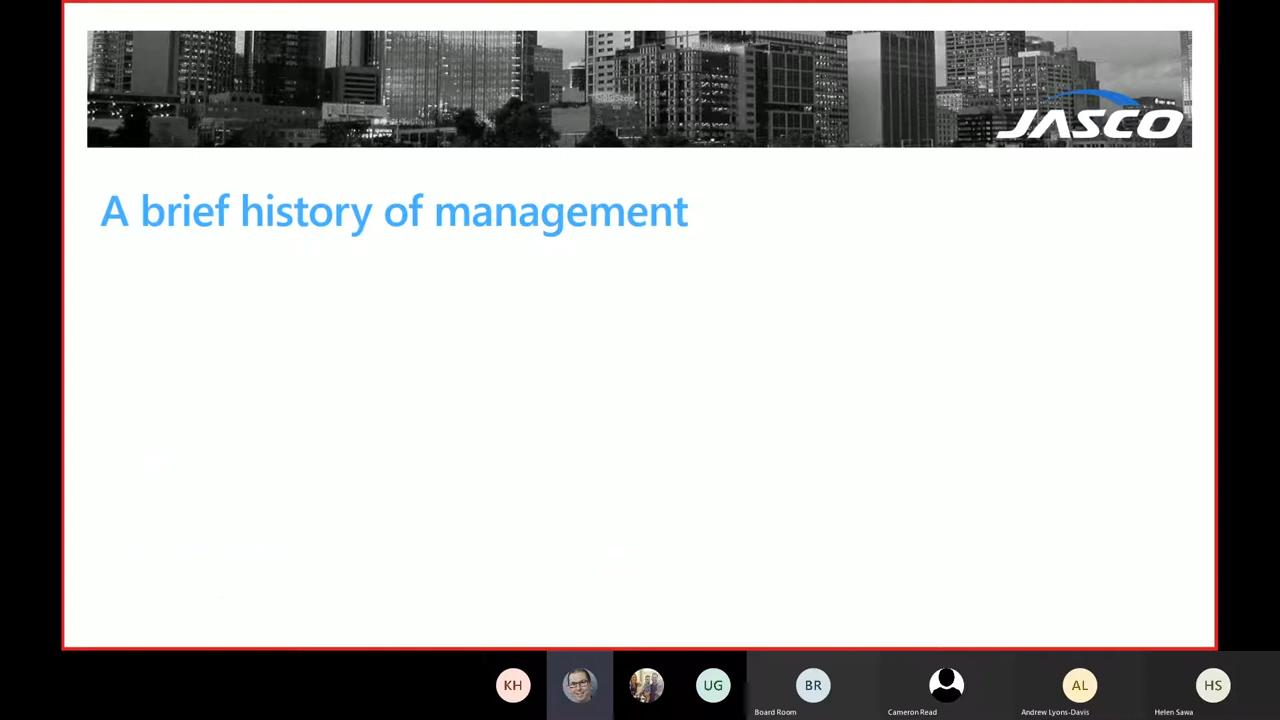 JASCO
A brief history of management
KH
UG
BR
AL
HS
Board Room
Cameron Read
Andrew Lyons-Davis
Helen Sawa